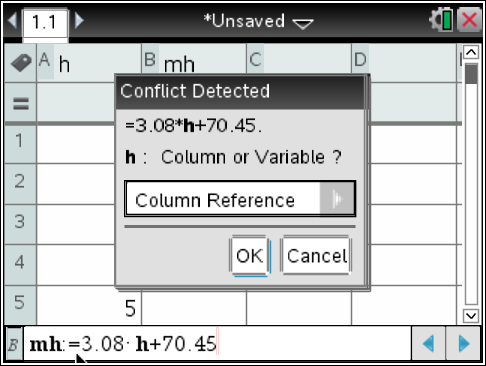 1.1 *Unsaved
A h B mh C D
=
Conflict Detected
=3.08*h+70.45.
h : Column or Variable ?
Column Reference
OK Cancel
1
2
3
4
5 5
B mh:=3.08· h+70.45